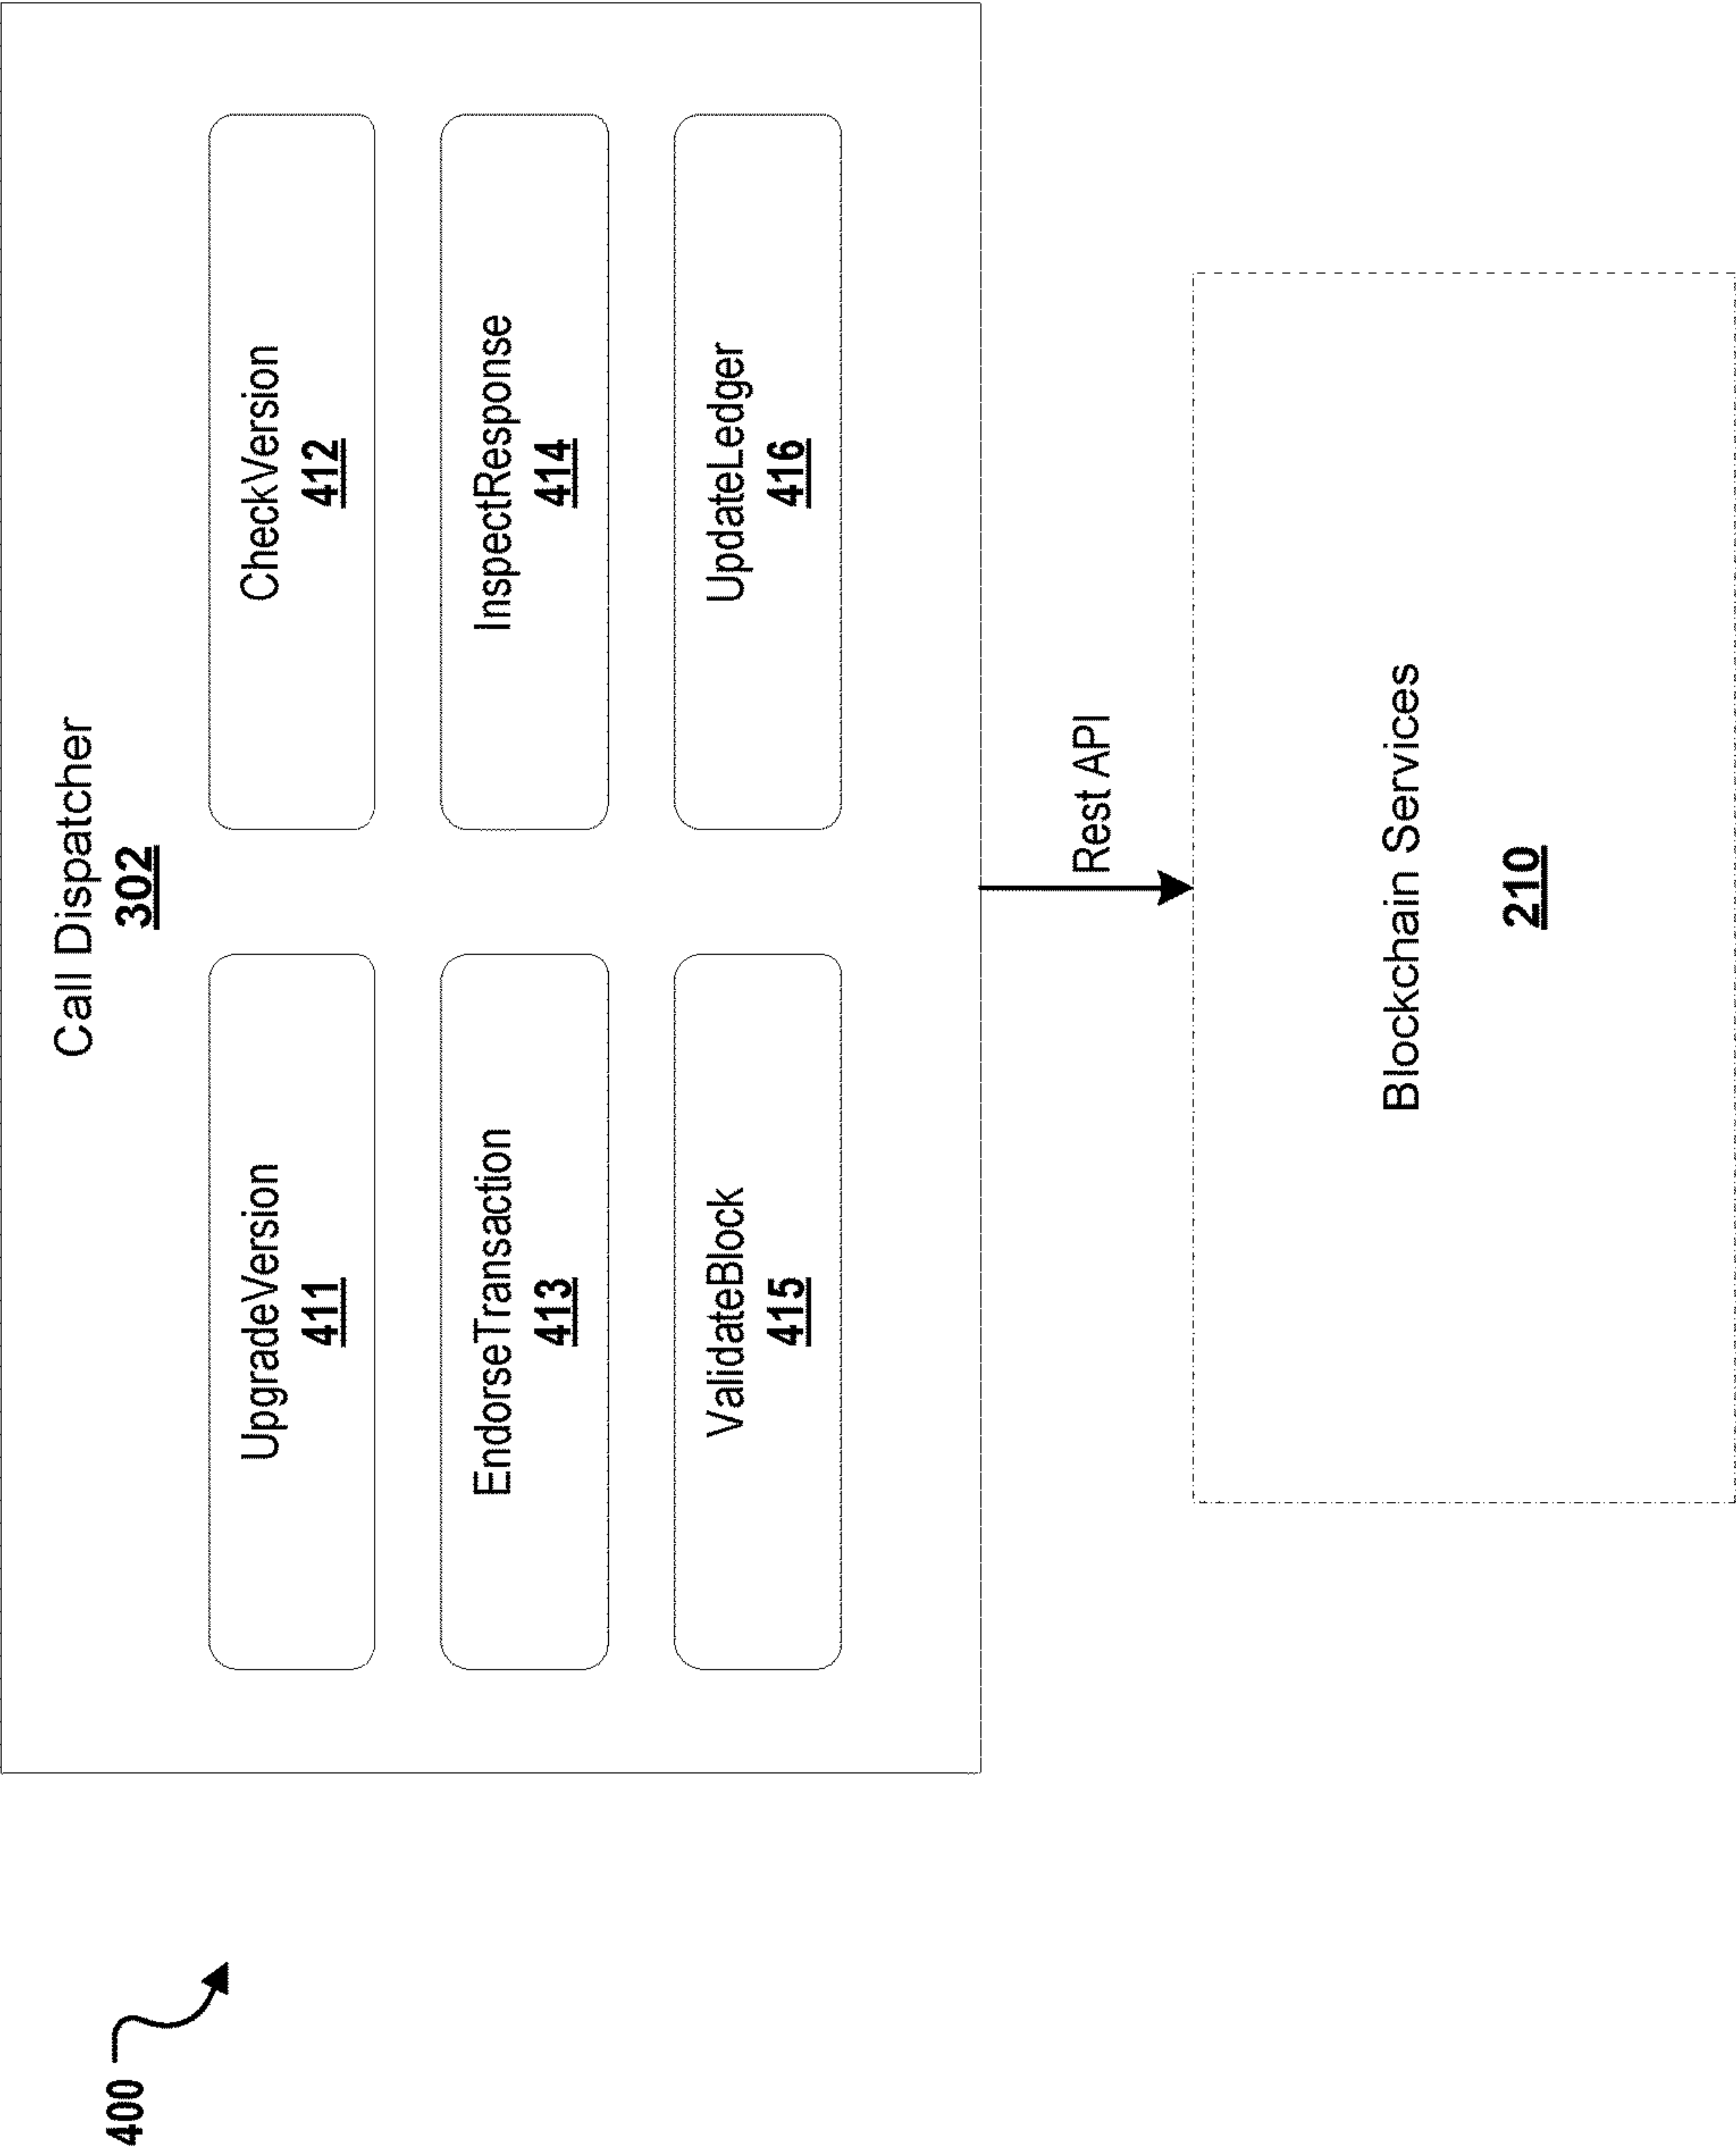 400
Call Dispatcher
302
UpgradeVersion
411
CheckVersion
412
EndorseTransaction
413
InspectResponse
414
ValidateBlock
415
UpdateLedger
416
Rest API
Blockchain Services
210